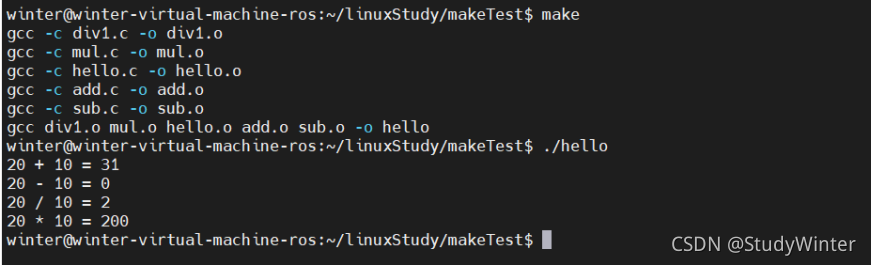 winter@winter-virtual-machine-ros:~/linuxStudy/makeTest$ make
gcc -c div1.c -o div1.o
gcc -c mul.c -o mul.o
gcc -c hello.c -o hello.o
gcc -c add.c -o add.o
gcc -c sub.c -o sub.o
gcc div1.o mul.o hello.o add.o sub.o -o hello
winter@winter-virtual-machine-ros:~/linuxStudy/makeTest$ ./hello
20 + 10 = 31
20 - 10 = 0
20 / 10 = 2
20 * 10 = 200
winter@winter-virtual-machine-ros:~/linuxStudy/makeTest$
CSDN @StudyWinter